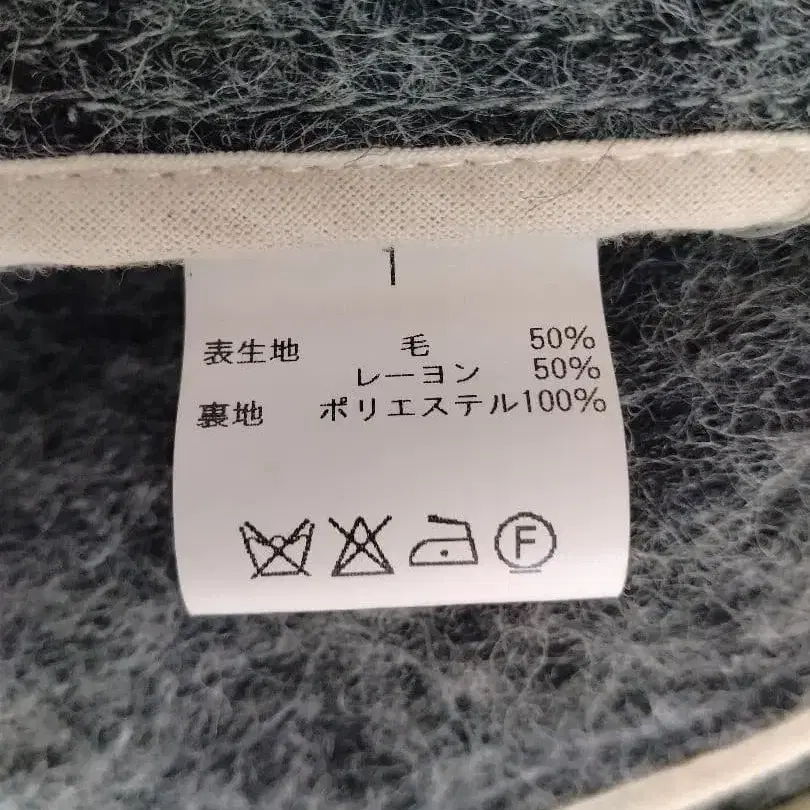 1
表生地 毛 50%
レーヨン 50%
裏地 ポリエステル100%
F